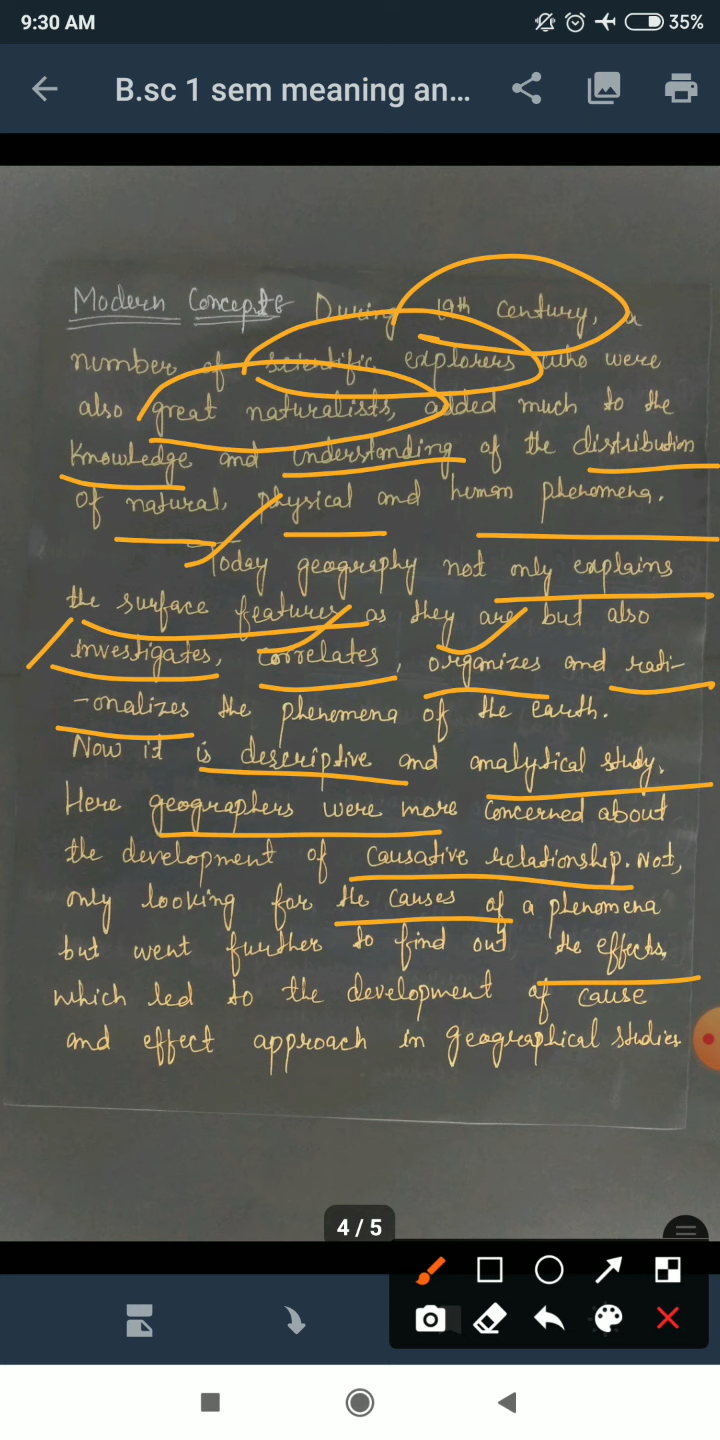 9:30 AM 35%
B.sc 1 sem meaning an...
Modern Concepts During 19th century, a
number of scientific explorers who were
also great naturalists, added much to the
knowledge and understanding of the distribution
of natural, physical and human phenomena.
Today geography not only explains
the surface features as they are but also
investigates, correlates, organizes and radi-
-onalizes the phenomena of the earth.
Now it is descriptive and analytical study.
Here geographers were more concerned about
the development of causative relationship. Not,
only looking for the causes of a phenomena
but went further to find out the effects,
which led to the development of cause
and effect approach in geographical studies
4 / 5